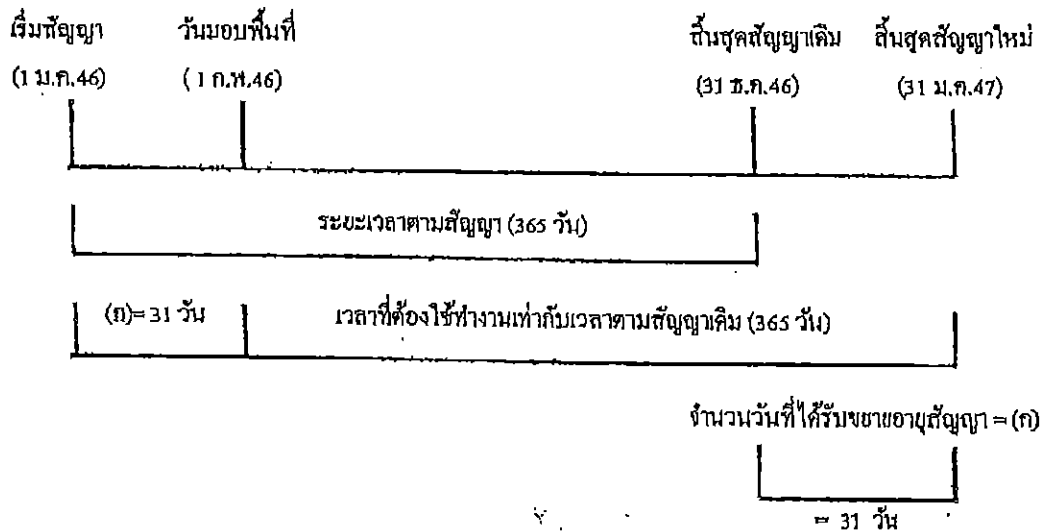 เริ่มสัญญา วันมอบพื้นที่ สิ้นสุดสัญญาเดิม สิ้นสุดสัญญาใหม่
(1 ม.ค.46) (1 ก.พ.46) (31 ธ.ค.46) (31 ม.ค.47)
ระยะเวลาตามสัญญา (365 วัน)
(ก)= 31 วัน เวลาที่ต้องใช้ทำงานเท่ากับเวลาตามสัญญาเดิม (365 วัน)
จำนวนวันที่ได้รับขยายอายุสัญญา = (ก)
= 31 วัน